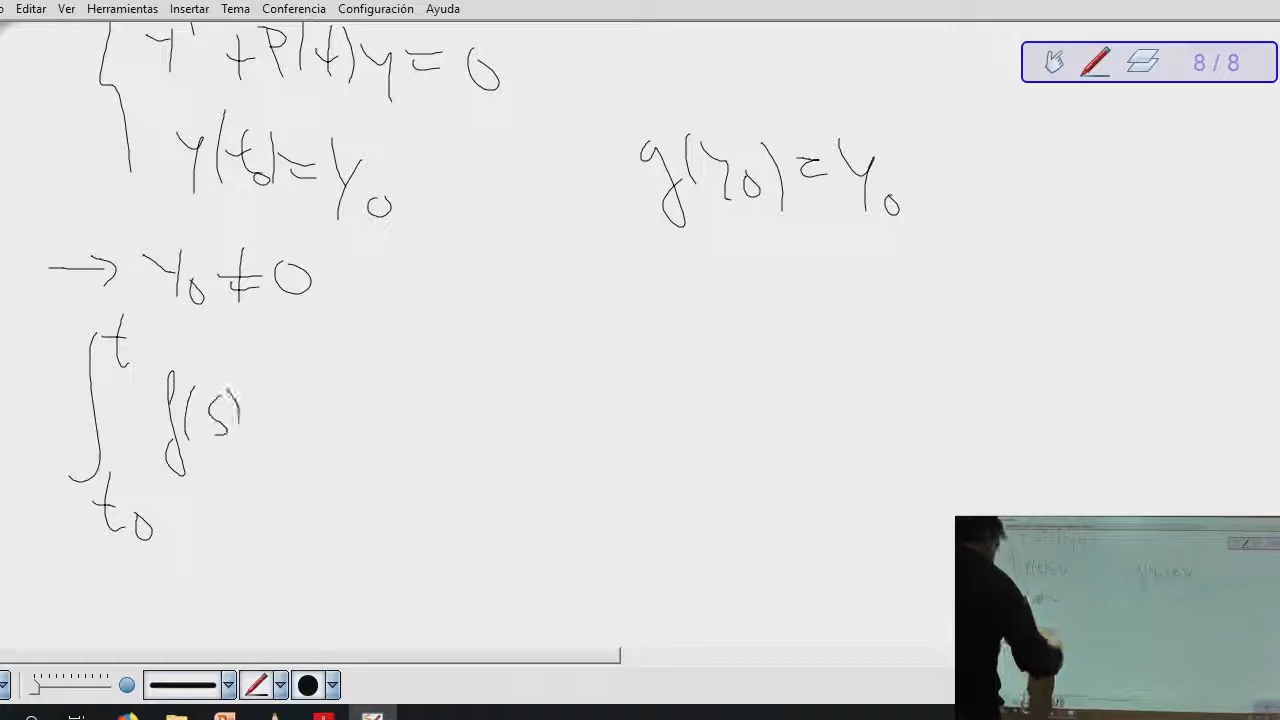 Editar Ver Herramientas Insertar Tema Conferencia Configuración Ayuda
8 / 8
y' + P(t)y = 0
y(t₀) = y₀
g(y₀) = y₀
→ y₀ ≠ 0
∫
t
f(s)
t₀